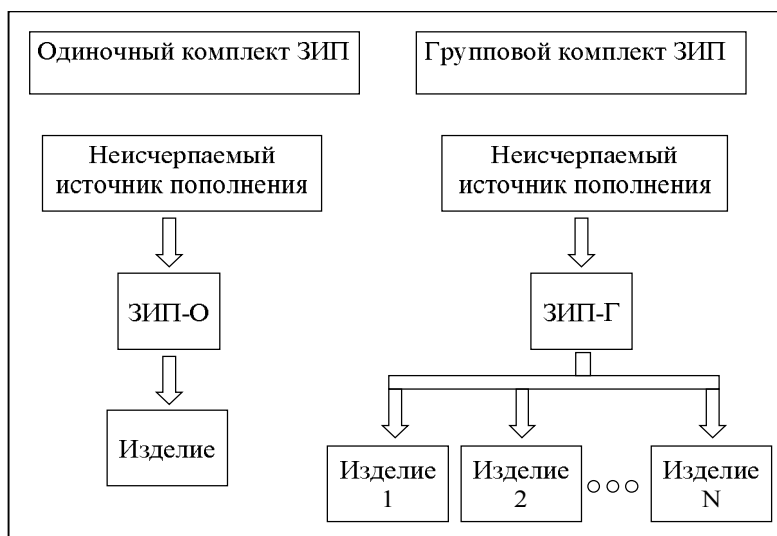 Одиночный комплект ЗИП
Групповой комплект ЗИП
Неисчерпаемый
источник пополнения
Неисчерпаемый
источник пополнения
ЗИП-О
ЗИП-Г
Изделие
Изделие
1
Изделие
2
Изделие
N